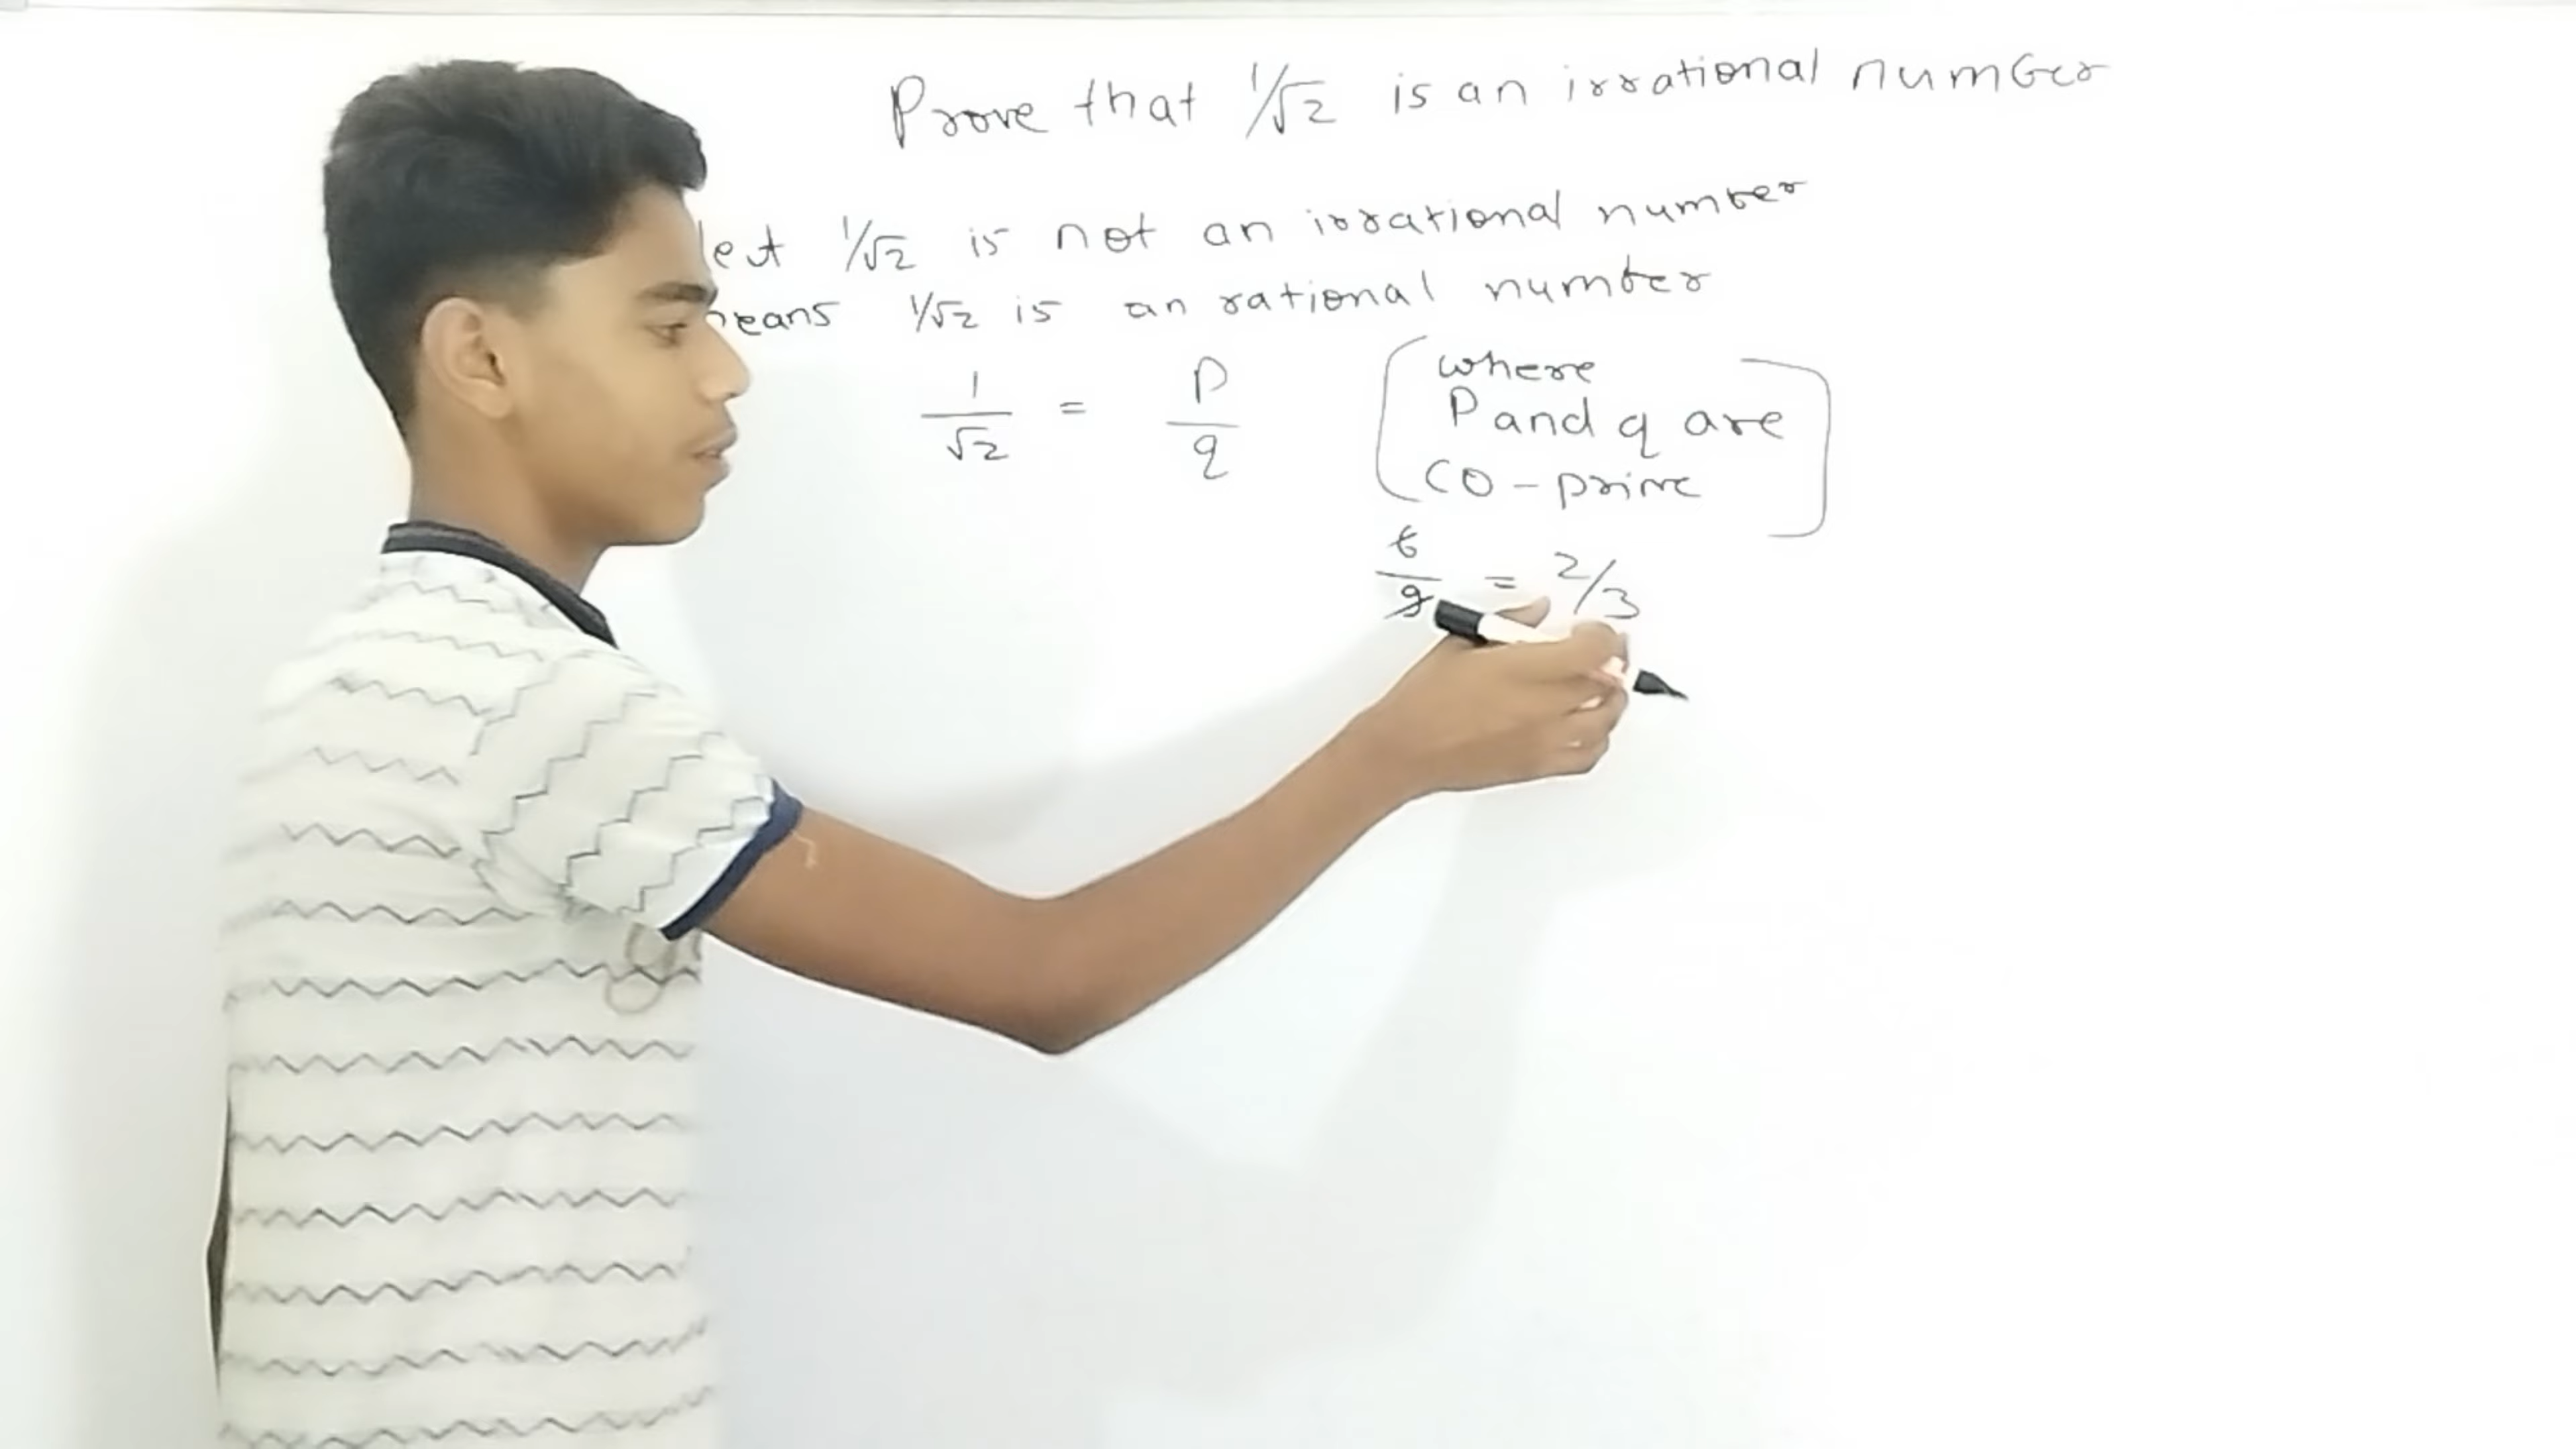 Prove that 1/√2 is an irrational number
let 1/√2 is not an irrational number
means 1/√2 is an rational number
1/√2 = P/q
[where
P and q are
co-prime]
6/9 = 2/3